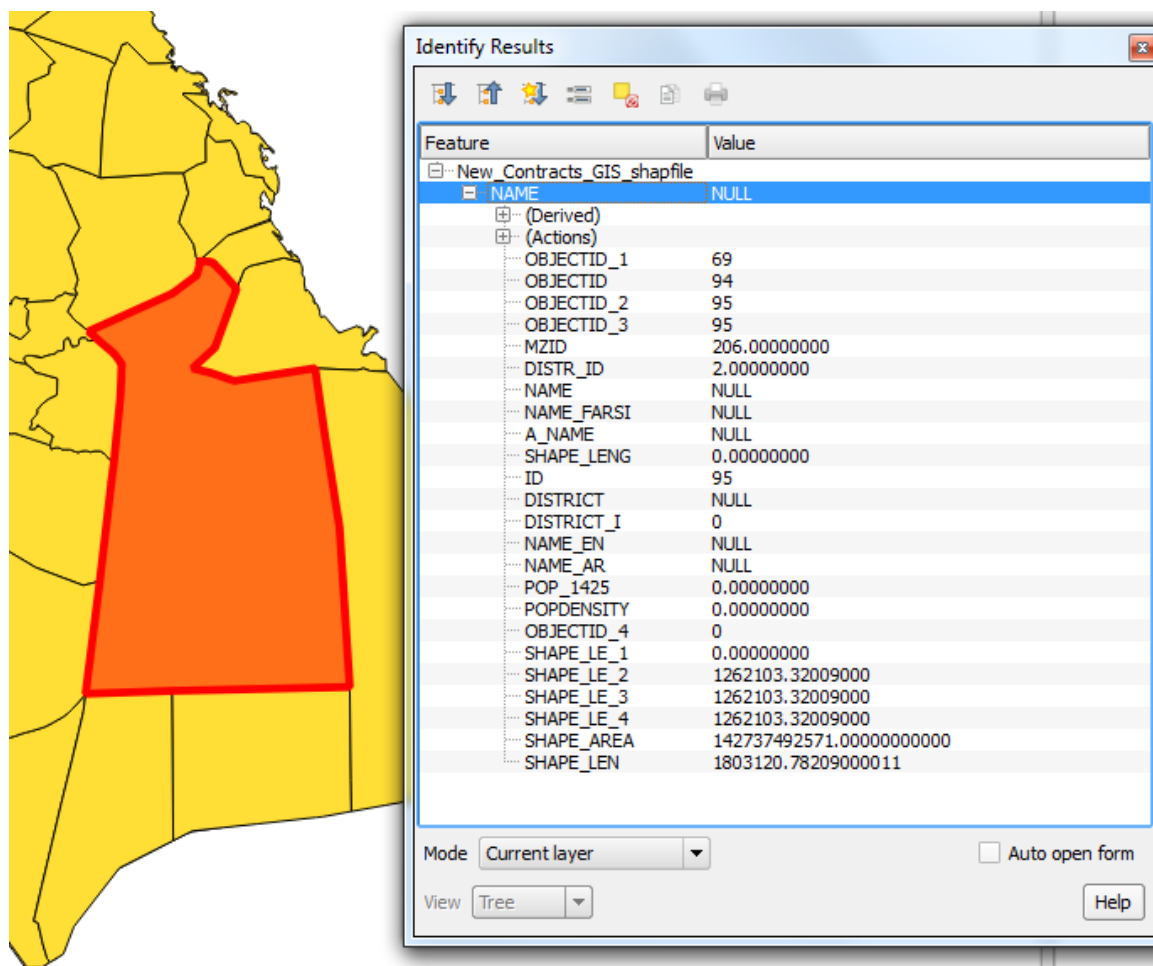 Identify Results
Feature Value
New_Contracts_GIS_shapfile
NAME NULL
(Derived)
(Actions)
OBJECTID_1 69
OBJECTID 94
OBJECTID_2 95
OBJECTID_3 95
MZID 206.00000000
DISTR_ID 2.00000000
NAME NULL
NAME_FARSI NULL
A_NAME NULL
SHAPE_LENG 0.00000000
ID 95
DISTRICT NULL
DISTRICT_I 0
NAME_EN NULL
NAME_AR NULL
POP_1425 0.00000000
POPDENSITY 0.00000000
OBJECTID_4 0
SHAPE_LE_1 0.00000000
SHAPE_LE_2 1262103.32009000
SHAPE_LE_3 1262103.32009000
SHAPE_LE_4 1262103.32009000
SHAPE_AREA 142737492571.00000000000
SHAPE_LEN 1803120.78209000011
Mode Current layer Auto open form
View Tree Help